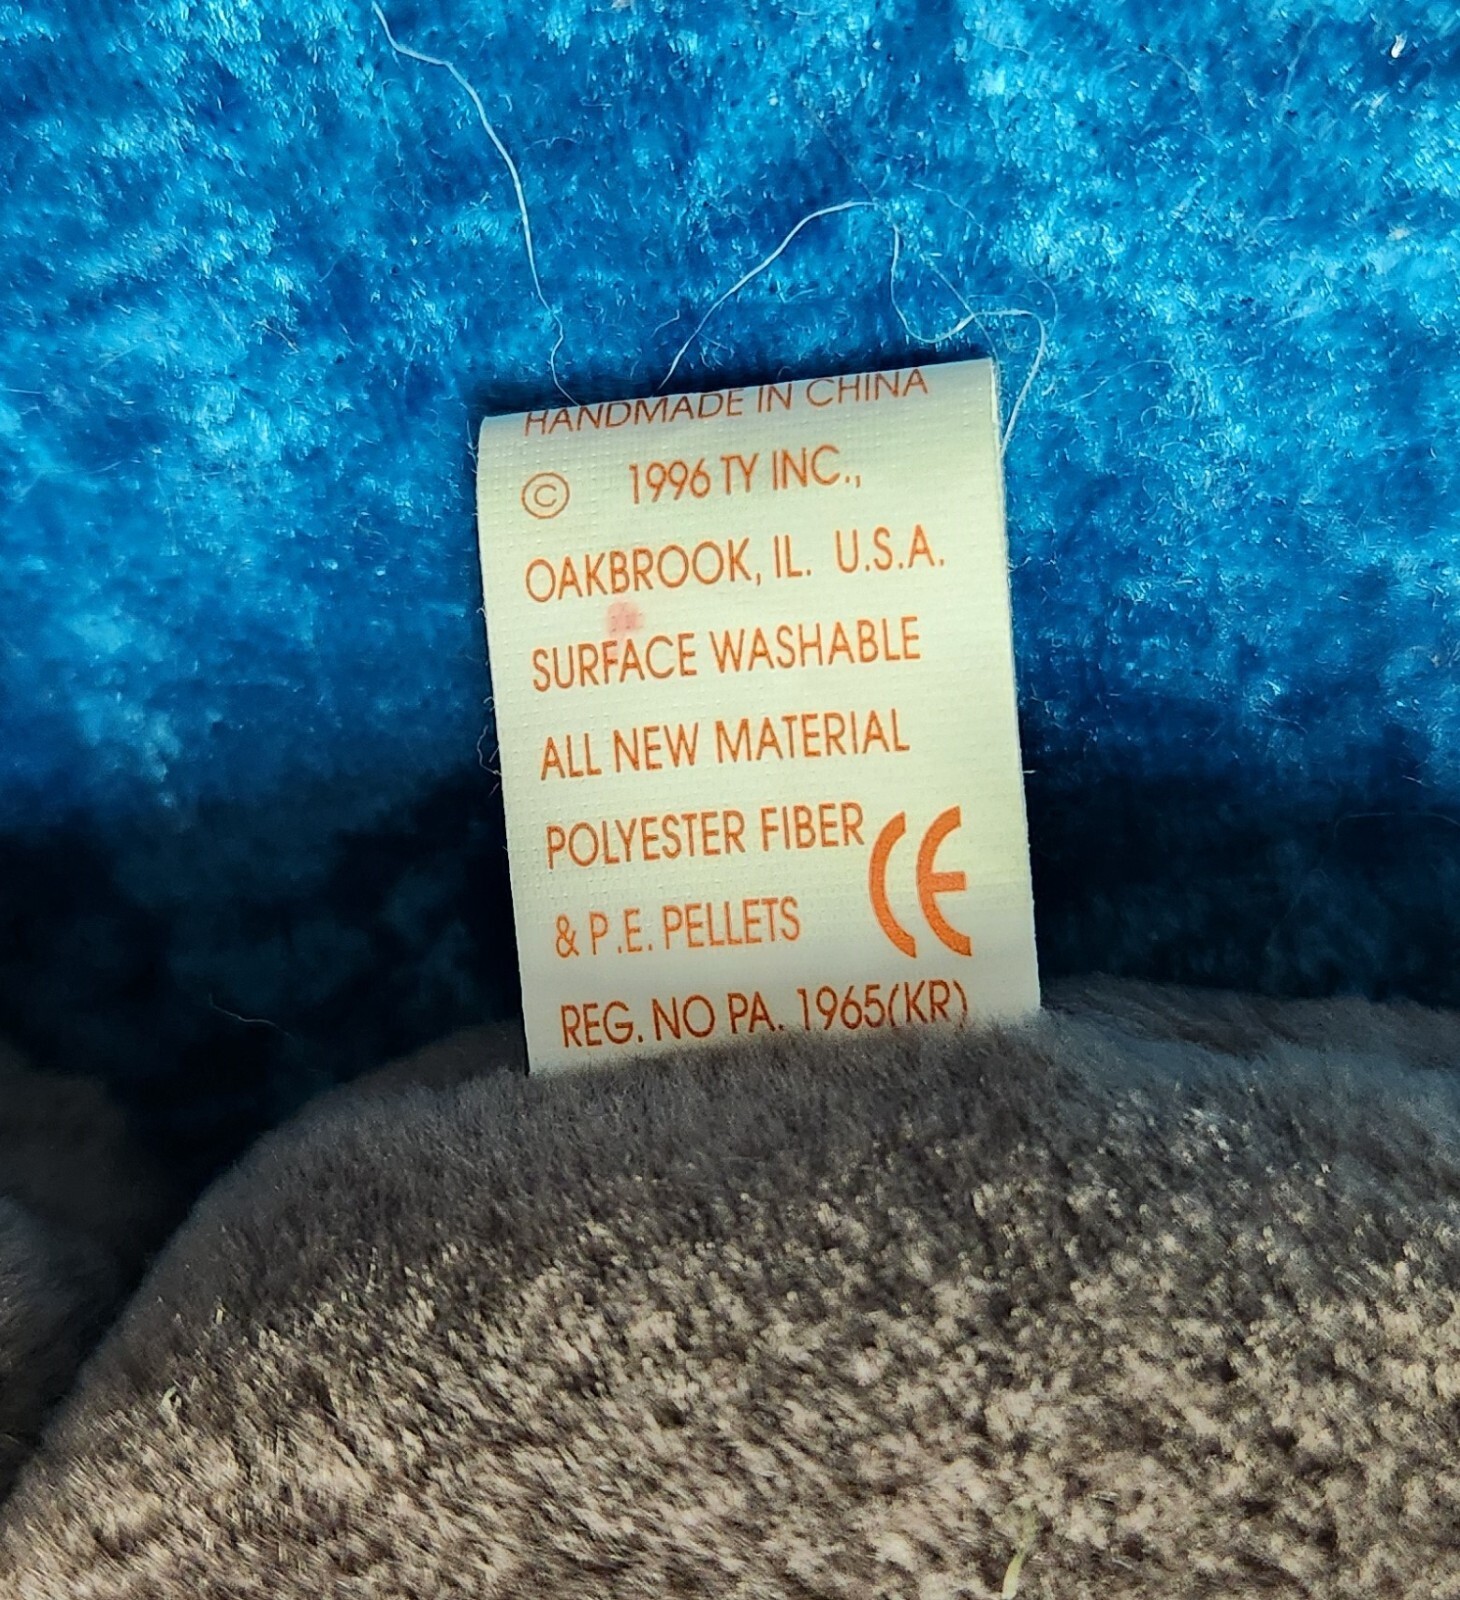 HANDMADE IN CHINA
© 1996 TY INC.,
OAKBROOK, IL. U.S.A.
SURFACE WASHABLE
ALL NEW MATERIAL
POLYESTER FIBER
& P.E. PELLETS CE
REG. NO PA. 1965(KR)